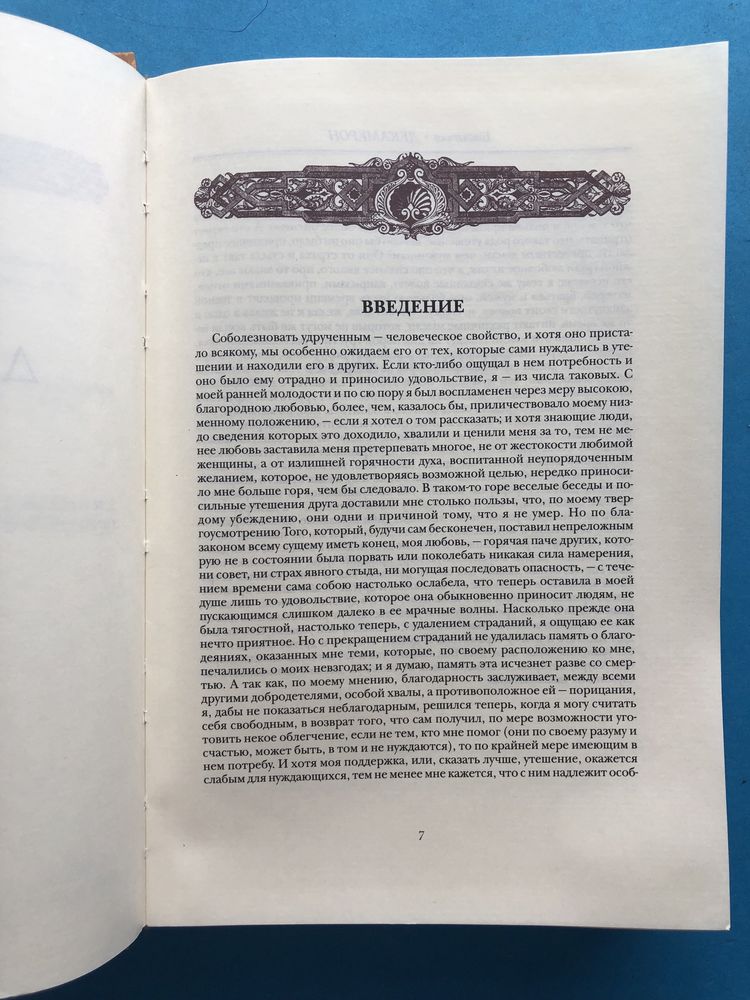 ВВЕДЕНИЕ
Соболезновать удрученным — человеческое свойство, и хотя оно приста-
ло всякому, мы особенно ожидаем его от тех, которые сами нуждались в уте-
шении и находили его в других. Если кто-либо ощущал в нем потребность и
оно было ему отрадно и приносило удовольствие, я — из числа таковых. С
моей ранней молодости и по сю пору я был воспламенен через меру высокою,
благородною любовью, более, чем, казалось бы, приличествовало моему низ-
менному положению, — если я хотел о том рассказать; и хотя знающие люди,
до сведения которых это доходило, хвалили и ценили меня за то, тем не ме-
нее любовь заставила меня претерпевать многое, не от жестокости любимой
женщины, а от излишней горячности духа, воспитанной неупорядоченным
желанием, которое, не удовлетворяясь возможной целью, нередко приноси-
ло мне больше горя, чем бы следовало. В таком-то горе веселые беседы и по-
сильные утешения друга доставили мне столько пользы, что, по моему твер-
дому убеждению, они одни и причиной тому, что я не умер. Но по бла-
гоусмотрению Того, который, будучи сам бесконечен, поставил непреложным
законом всему сущему иметь конец, моя любовь, — горячая паче других, кото-
рую не в состоянии была порвать или поколебать никакая сила намерения,
ни совет, ни страх явного стыда, ни могущая последовать опасность, — с тече-
нием времени сама собою настолько ослабела, что теперь оставила в моей
душе лишь то удовольствие, которое она обыкновенно приносит людям, не
пускающимся слишком далеко в ее мрачные волны. Насколько прежде она
была тягостной, настолько теперь, с удалением страданий, я ощущаю ее как
нечто приятное. Но с прекращением страданий не удалилась память о благо-
деяниях, оказанных мне теми, которые, по своему расположению ко мне,
печалились о моих невзгодах; и я думаю, память эта исчезнет разве со смер-
тью. А так как, по моему мнению, благодарность заслуживает, между всеми
другими добродетелями, особой хвалы, а противоположное ей — порицания,
я, дабы не показаться неблагодарным, решился теперь, когда я могу считать
себя свободным, в возврат того, что сам получил, по мере возможности уго-
товить некое облегчение, если не тем, кто мне помог (они по своему разуму и
счастью, может быть, в том и не нуждаются), то по крайней мере имеющим в
нем потребу. И хотя моя поддержка, или, сказать лучше, утешение, окажется
слабым для нуждающихся, тем не менее мне кажется, что с ним надлежит особ-
7